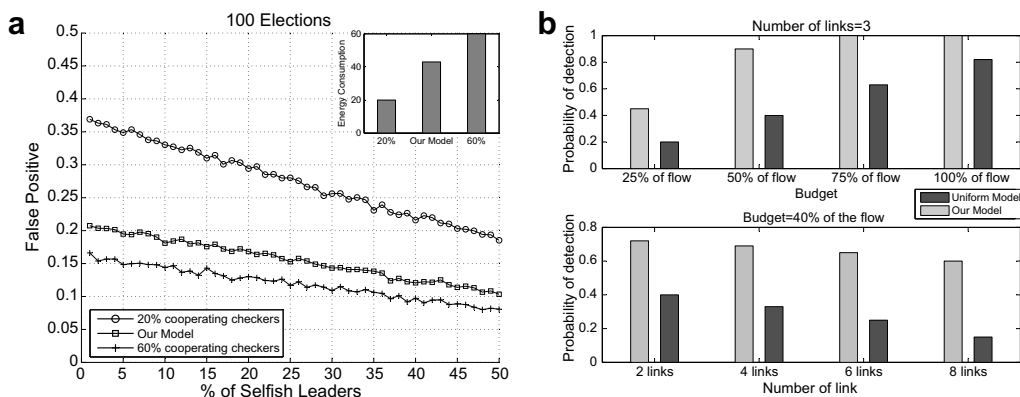 a
100 Elections
0.5
0.45
0.4
0.35
0.3
0.25
0.2
0.15
0.1
0.05
0
False Positive
60
40
20
0
Energy Consumption
20% Our Model 60%
20% cooperating checkers
Our Model
60% cooperating checkers
0 5 10 15 20 25 30 35 40 45 50
% of Selfish Leaders
b
Number of links=3
1
0.8
0.6
0.4
0.2
0
Probability of detection
25% of flow 50% of flow 75% of flow 100% of flow
Budget
Uniform Model
Our Model
Budget=40% of the flow
0.8
0.6
0.4
0.2
0
Probability of detection
2 links 4 links 6 links 8 links
Number of link